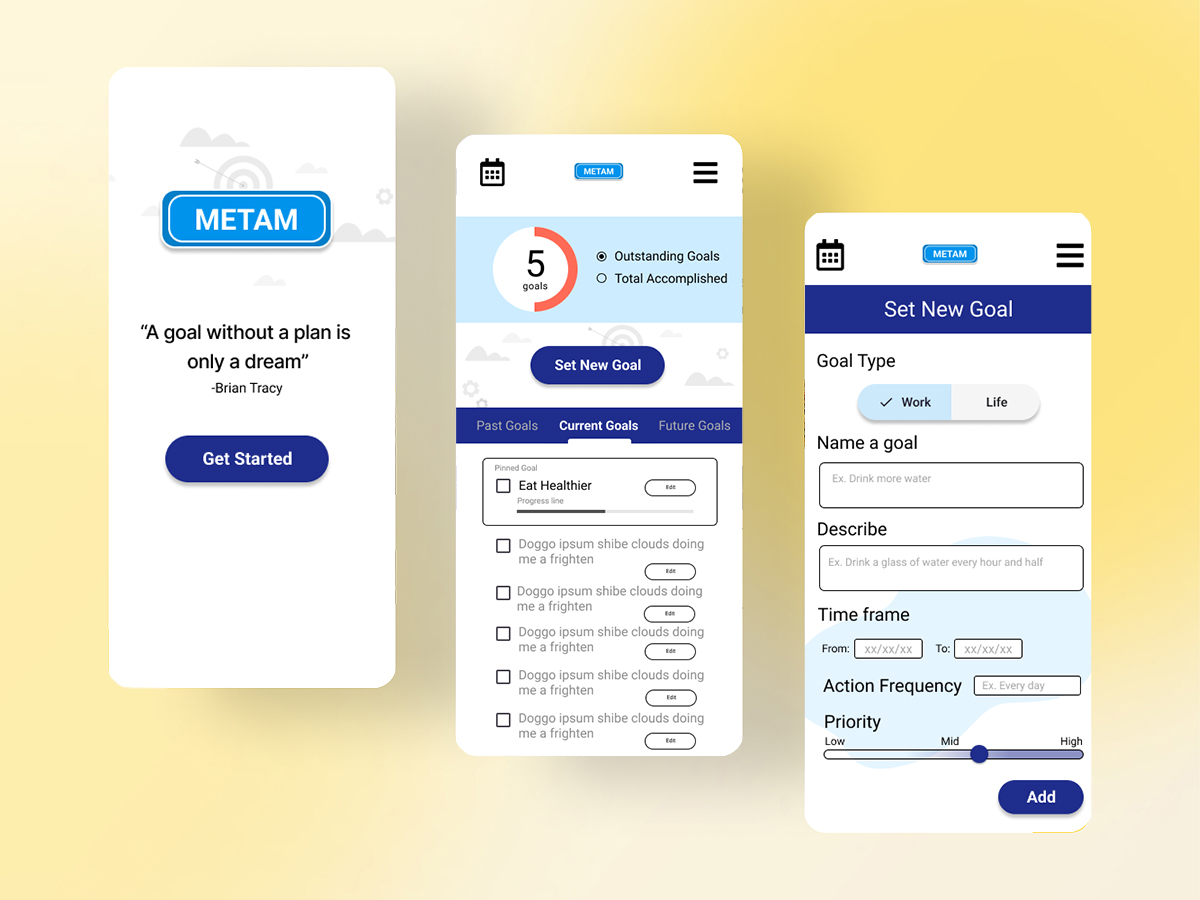 METAM
“A goal without a plan is
only a dream”
-Brian Tracy
Get Started
METAM
5
goals
Outstanding Goals
Total Accomplished
Set New Goal
Past Goals
Current Goals
Future Goals
Pinned Goal
Eat Healthier
Edit
Progress line
Doggo ipsum shibe clouds doing
me a frighten
Edit
Doggo ipsum shibe clouds doing
me a frighten
Edit
Doggo ipsum shibe clouds doing
me a frighten
Edit
Doggo ipsum shibe clouds doing
me a frighten
Edit
Doggo ipsum shibe clouds doing
me a frighten
Edit
METAM
Set New Goal
Goal Type
Work
Life
Name a goal
Ex. Drink more water
Describe
Ex. Drink a glass of water every hour and half
Time frame
From: xx/xx/xx To: xx/xx/xx
Action Frequency Ex. Every day
Priority
Low Mid High
Add